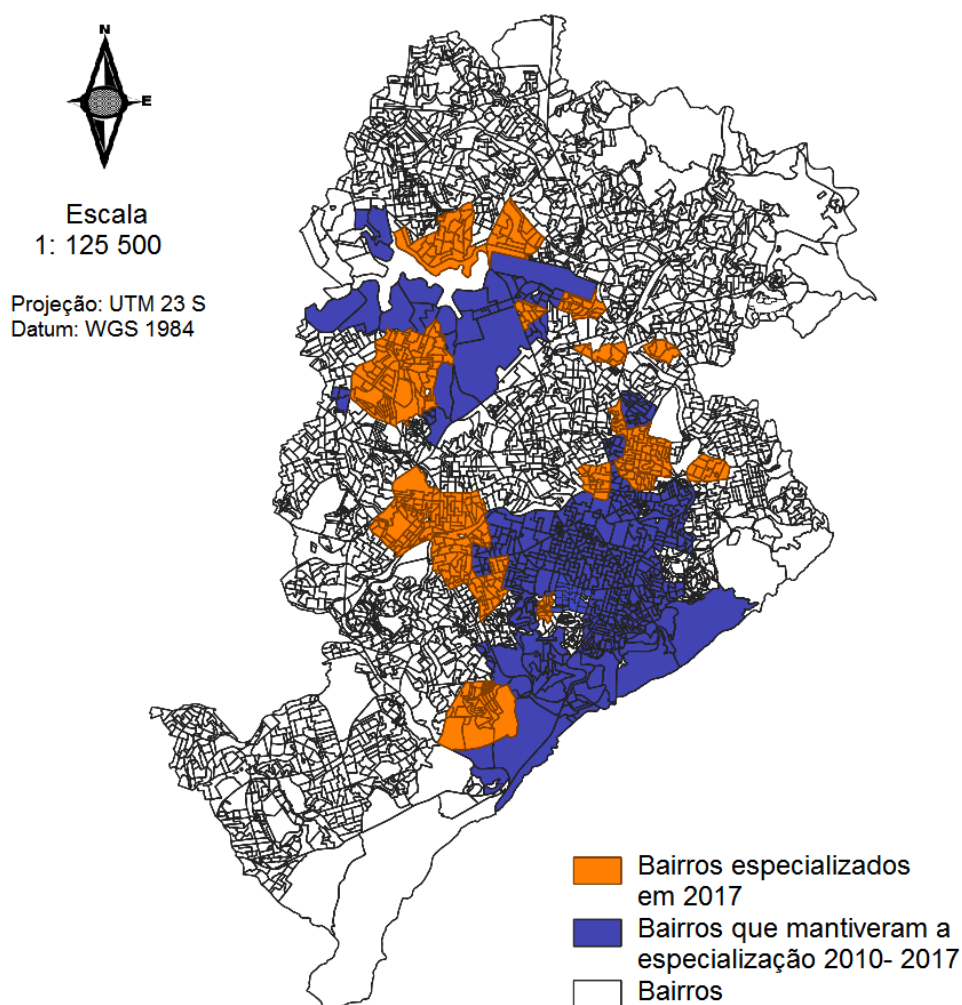 N
E
Escala
1: 125 500
Projeção: UTM 23 S
Datum: WGS 1984
Bairros especializados
em 2017
Bairros que mantiveram a
especialização 2010- 2017
Bairros